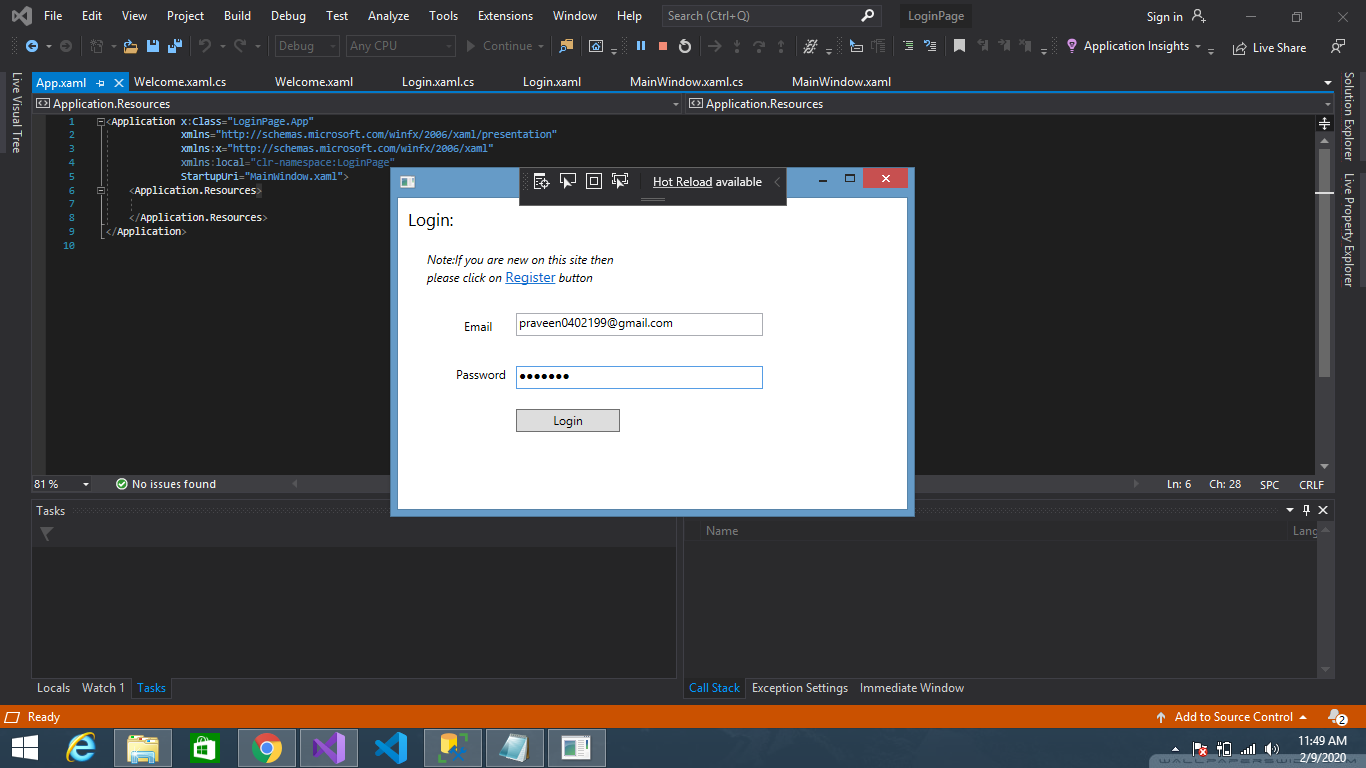 File Edit View Project Build Debug Test Analyze Tools Extensions Window Help Search (Ctrl+Q) LoginPage Sign in
Debug Any CPU Continue Application Insights Live Share
Live Visual Tree
App.xaml Welcome.xaml.cs Welcome.xaml Login.xaml.cs Login.xaml MainWindow.xaml.cs MainWindow.xaml
Application.Resources Application.Resources
1 <Application x:Class="LoginPage.App"
2 xmlns="http://schemas.microsoft.com/winfx/2006/xaml/presentation"
3 xmlns:x="http://schemas.microsoft.com/winfx/2006/xaml"
4 xmlns:local="clr-namespace:LoginPage"
5 StartupUri="MainWindow.xaml">
6 <Application.Resources>
7
8 </Application.Resources>
9 </Application>
10
Solution Explorer
Live Property Explorer
Hot Reload available
Login:
Note:If you are new on this site then
please click on Register button
Email praveen0402199@gmail.com
Password •••••••
Login
81 % No issues found Ln: 6 Ch: 28 SPC CRLF
Tasks
Name Lang
Locals Watch 1 Tasks Call Stack Exception Settings Immediate Window
Ready Add to Source Control 2
11:49 AM
2/9/2020